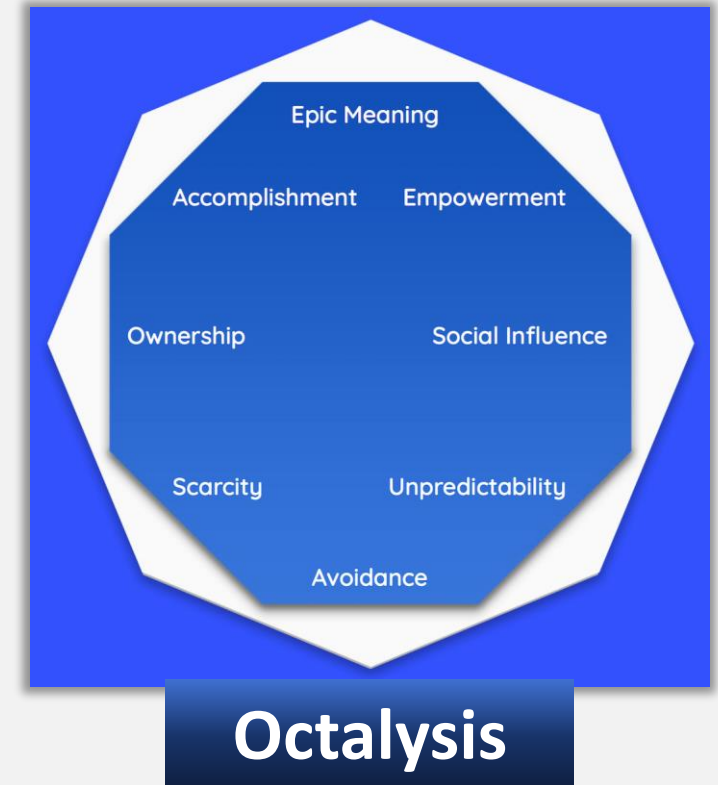 Epic Meaning
Accomplishment Empowerment
Ownership Social Influence
Scarcity Unpredictability
Avoidance
Octalysis